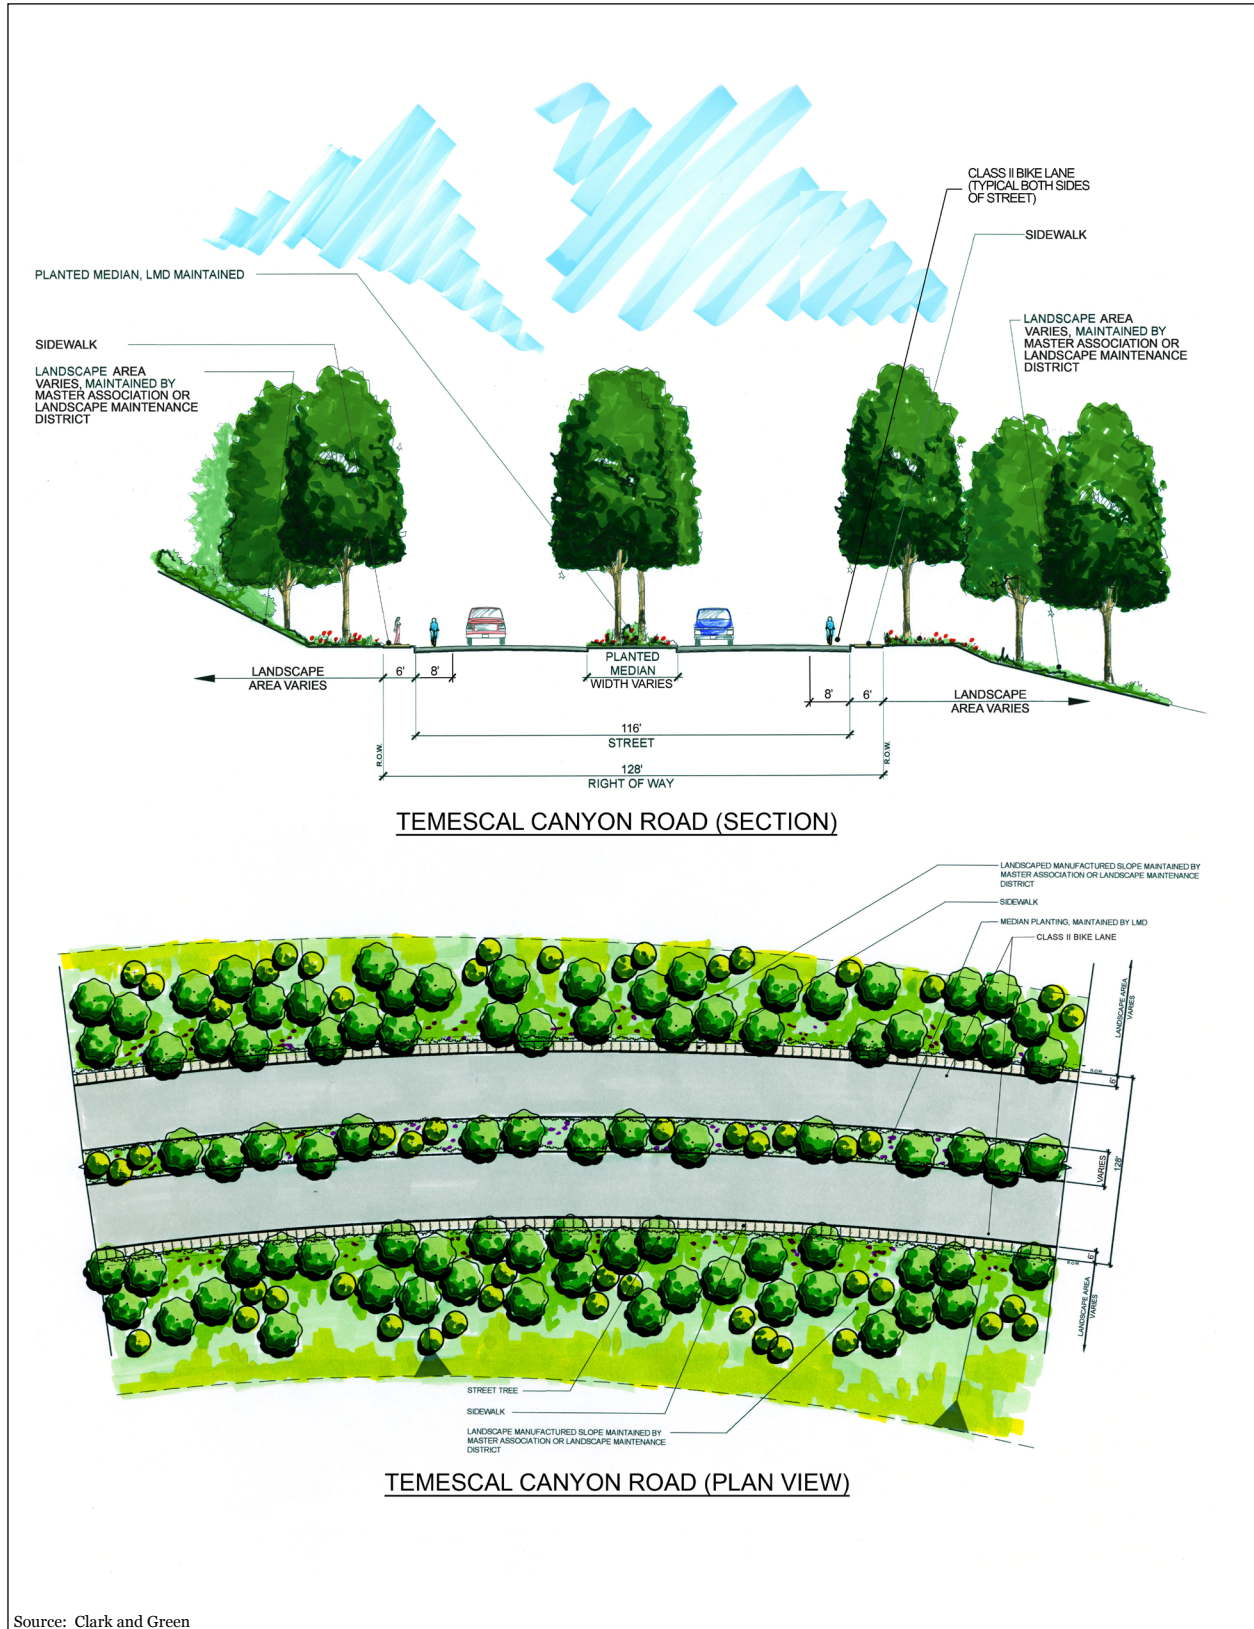 CLASS II BIKE LANE
(TYPICAL BOTH SIDES
OF STREET)
SIDEWALK
PLANTED MEDIAN, LMD MAINTAINED
LANDSCAPE AREA
VARIES, MAINTAINED BY
MASTER ASSOCIATION OR
LANDSCAPE MAINTENANCE
DISTRICT
SIDEWALK
LANDSCAPE AREA
VARIES, MAINTAINED BY
MASTER ASSOCIATION OR
LANDSCAPE MAINTENANCE
DISTRICT
LANDSCAPE
AREA VARIES
6'
8'
PLANTED
MEDIAN
WIDTH VARIES
8'
6'
LANDSCAPE
AREA VARIES
116'
STREET
R.O.W.
R.O.W.
128'
RIGHT OF WAY
TEMESCAL CANYON ROAD (SECTION)
LANDSCAPED MANUFACTURED SLOPE MAINTAINED BY
MASTER ASSOCIATION OR LANDSCAPE MAINTENANCE
DISTRICT
SIDEWALK
MEDIAN PLANTING, MAINTAINED BY LMD
CLASS II BIKE LANE
LANDSCAPE AREA
VARIES
R.O.W.
6'
VARIES
128'
6'
R.O.W.
LANDSCAPE AREA
VARIES
STREET TREE
SIDEWALK
LANDSCAPE MANUFACTURED SLOPE MAINTAINED BY
MASTER ASSOCIATION OR LANDSCAPE MAINTENANCE
DISTRICT
TEMESCAL CANYON ROAD (PLAN VIEW)
Source: Clark and Green